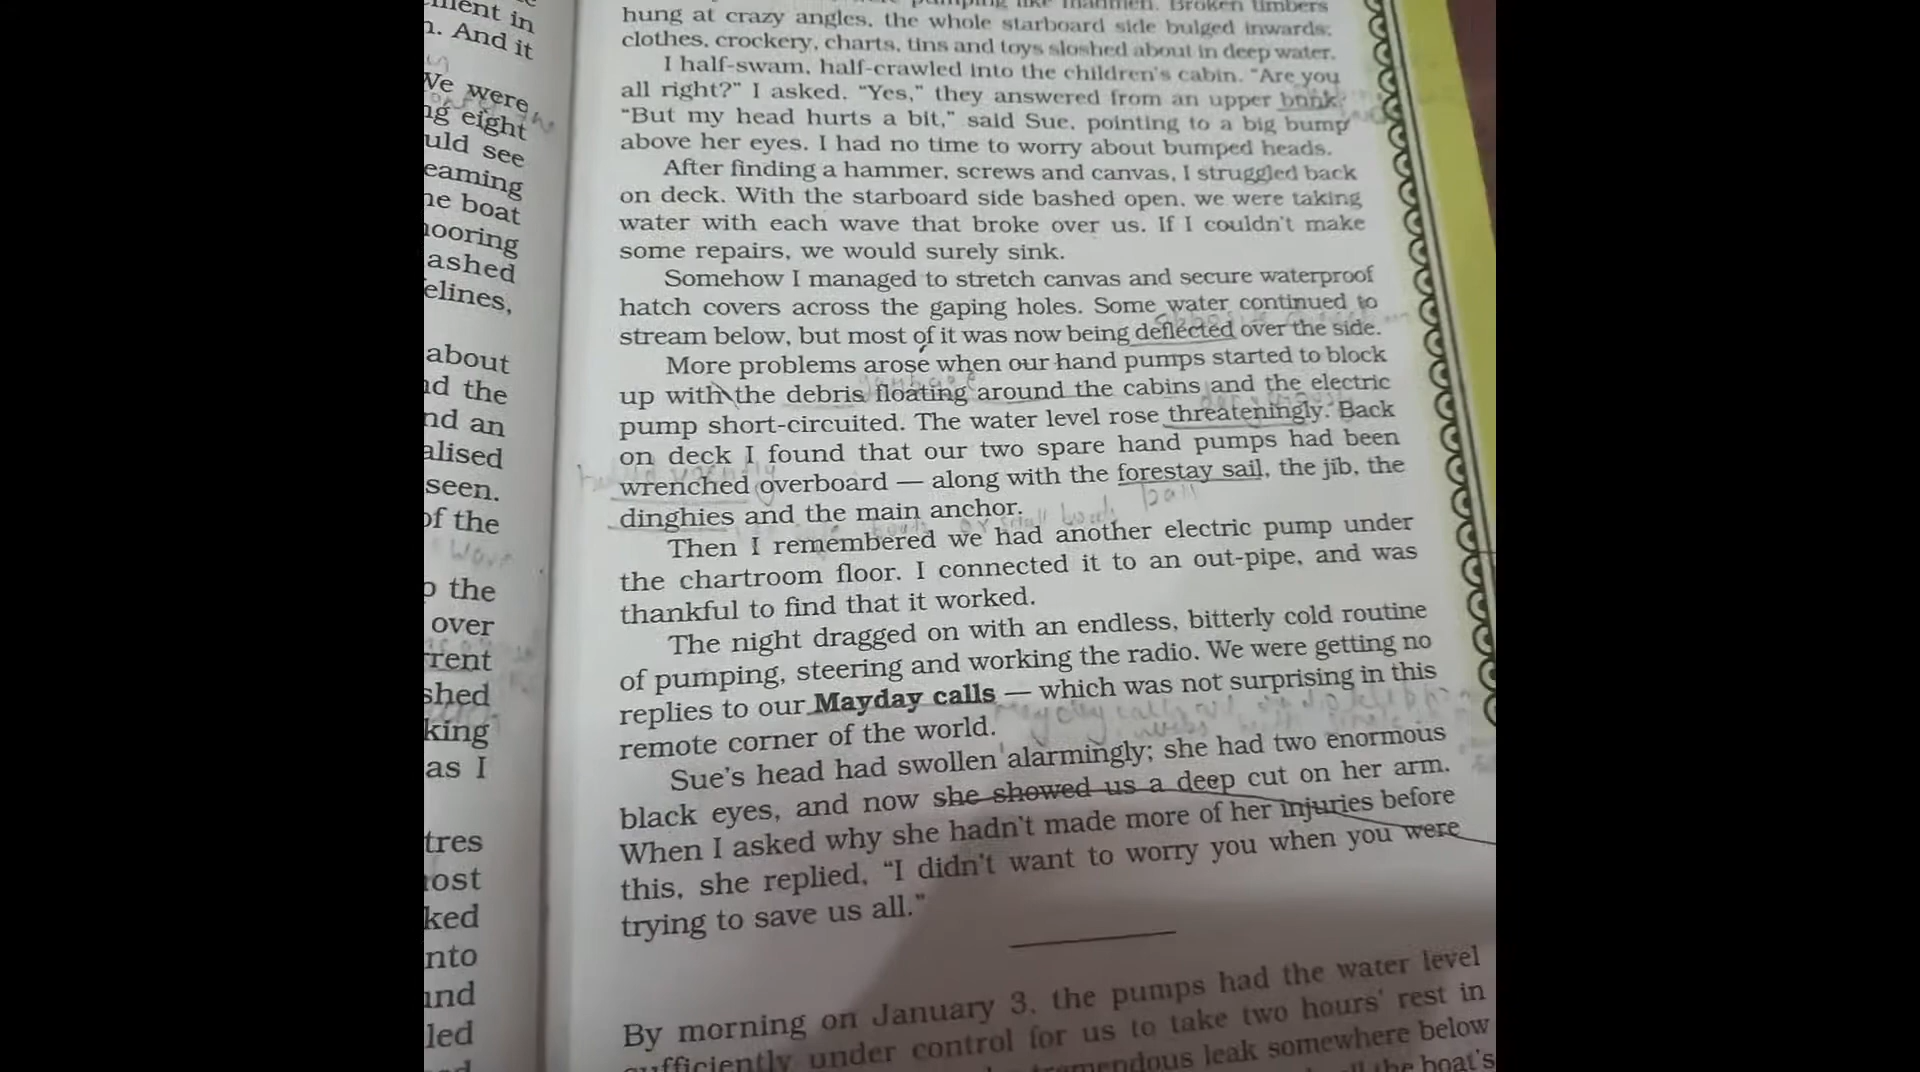 ment in
n. And it
We were
ng eight
uld see
eaming
he boat
nooring
ashed
elines,
about
nd the
nd an
alised
seen.
of the
wave
o the
over
rrent
shed
king
as I
tres
nost
ked
nto
and
led
pumping like madmen. Broken timbers
hung at crazy angles, the whole starboard side bulged inwards;
clothes, crockery, charts, tins and toys sloshed about in deep water.
I half-swam, half-crawled into the children's cabin. “Are you
all right?” I asked. “Yes,” they answered from an upper bunk.
“But my head hurts a bit,” said Sue, pointing to a big bump
above her eyes. I had no time to worry about bumped heads.
After finding a hammer, screws and canvas, I struggled back
on deck. With the starboard side bashed open, we were taking
water with each wave that broke over us. If I couldn't make
some repairs, we would surely sink.
Somehow I managed to stretch canvas and secure waterproof
hatch covers across the gaping holes. Some water continued to
stream below, but most of it was now being deflected over the side.
More problems arose when our hand pumps started to block
up with the debris floating around the cabins and the electric
pump short-circuited. The water level rose threateningly. Back
on deck I found that our two spare hand pumps had been
wrenched overboard — along with the forestay sail, the jib, the
dinghies and the main anchor.
Then I remembered we had another electric pump under
the chartroom floor. I connected it to an out-pipe, and was
thankful to find that it worked.
The night dragged on with an endless, bitterly cold routine
of pumping, steering and working the radio. We were getting no
replies to our Mayday calls — which was not surprising in this
remote corner of the world.
Sue's head had swollen alarmingly; she had two enormous
black eyes, and now she showed us a deep cut on her arm.
When I asked why she hadn't made more of her injuries before
this, she replied, “I didn't want to worry you when you were
trying to save us all.”
By morning on January 3, the pumps had the water level
sufficiently under control for us to take two hours' rest in
tremendous leak somewhere below
the boat's